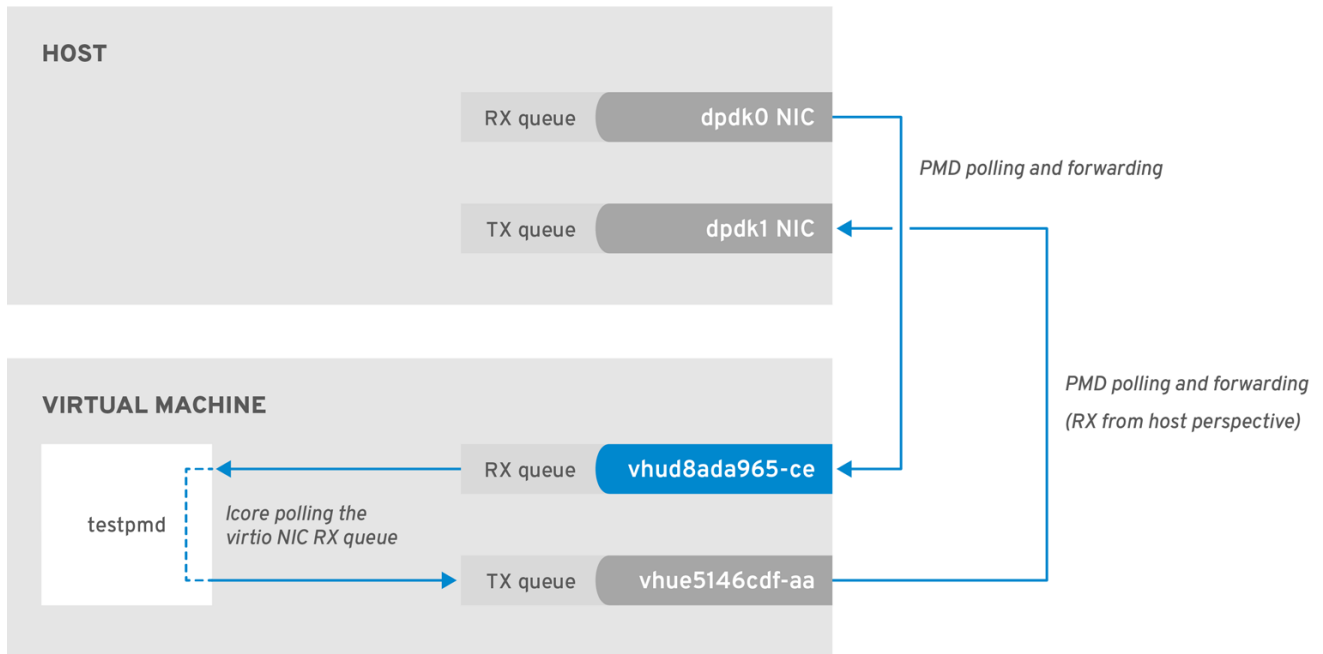 HOST
RX queue
dpdk0 NIC
PMD polling and forwarding
TX queue
dpdk1 NIC
PMD polling and forwarding
(RX from host perspective)
VIRTUAL MACHINE
RX queue
vhud8ada965-ce
testpmd
lcore polling the
virtio NIC RX queue
TX queue
vhue5146cdf-aa